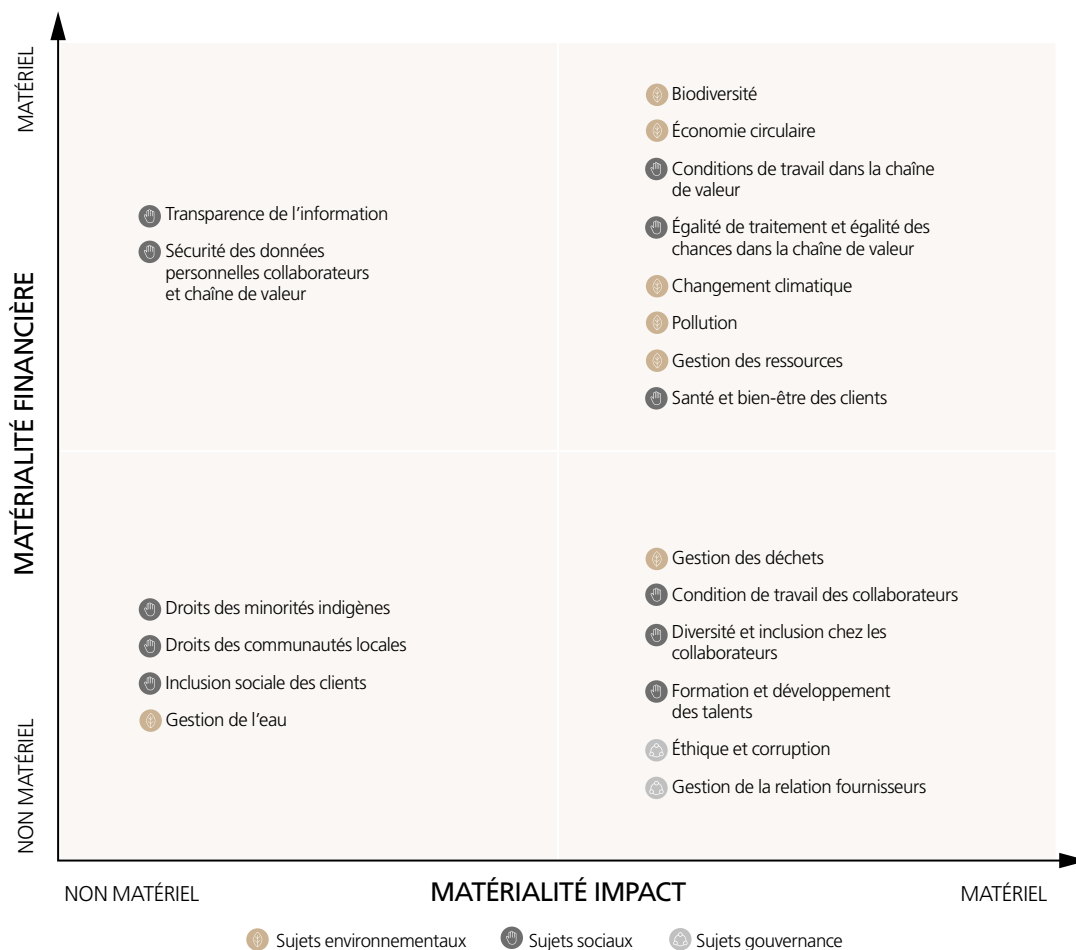 MATÉRIEL
MATÉRIALITÉ FINANCIÈRE
NON MATÉRIEL
Transparence de l’information
Sécurité des données
personnelles collaborateurs
et chaîne de valeur
Biodiversité
Économie circulaire
Conditions de travail dans la chaîne
de valeur
Égalité de traitement et égalité des
chances dans la chaîne de valeur
Changement climatique
Pollution
Gestion des ressources
Santé et bien-être des clients
Droits des minorités indigènes
Droits des communautés locales
Inclusion sociale des clients
Gestion de l’eau
Gestion des déchets
Condition de travail des collaborateurs
Diversité et inclusion chez les
collaborateurs
Formation et développement
des talents
Éthique et corruption
Gestion de la relation fournisseurs
NON MATÉRIEL
MATÉRIALITÉ IMPACT
MATÉRIEL
Sujets environnementaux
Sujets sociaux
Sujets gouvernance